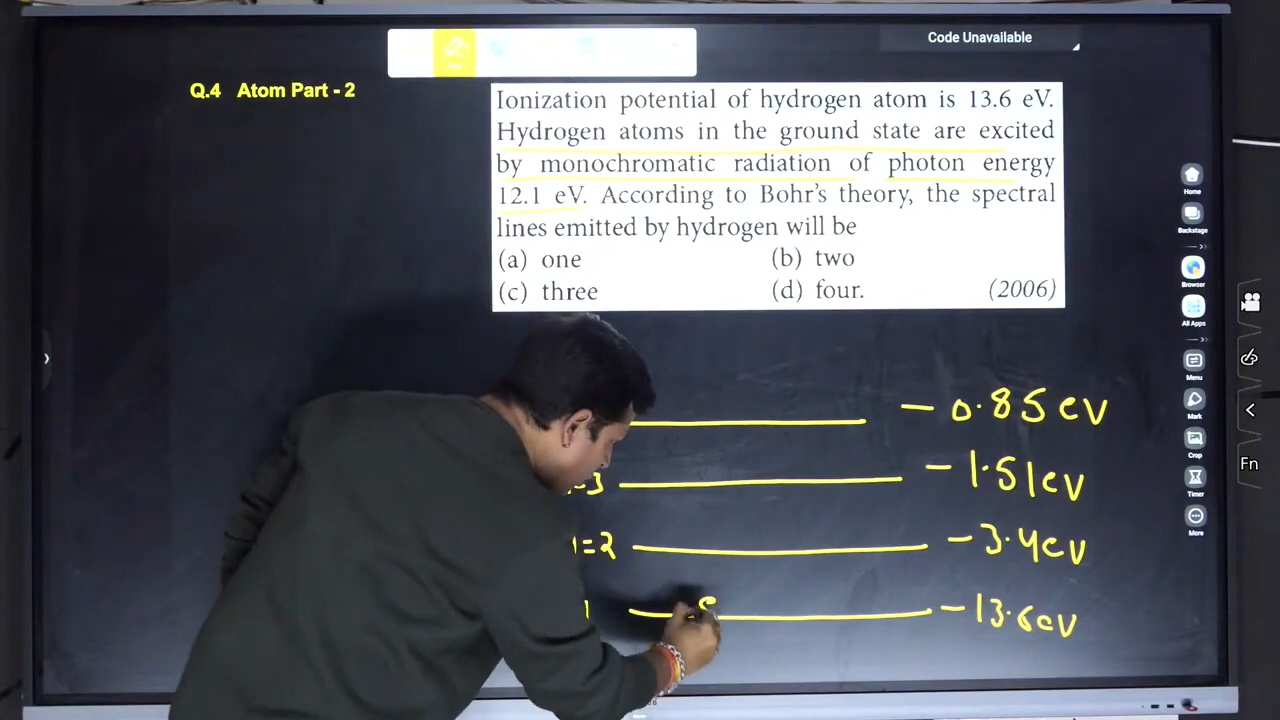 Code Unavailable
Q.4 Atom Part - 2
Ionization potential of hydrogen atom is 13.6 eV.
Hydrogen atoms in the ground state are excited
by monochromatic radiation of photon energy
12.1 eV. According to Bohr's theory, the spectral
lines emitted by hydrogen will be
(a) one (b) two
(c) three (d) four. (2006)
- 0.85 eV
=3 - 1.51 eV
n=2 - 3.4 eV
1 - 13.6 eV
Home
Backstage
Browser
All Apps
Menu
Mark
Crop
Timer
More
Fn